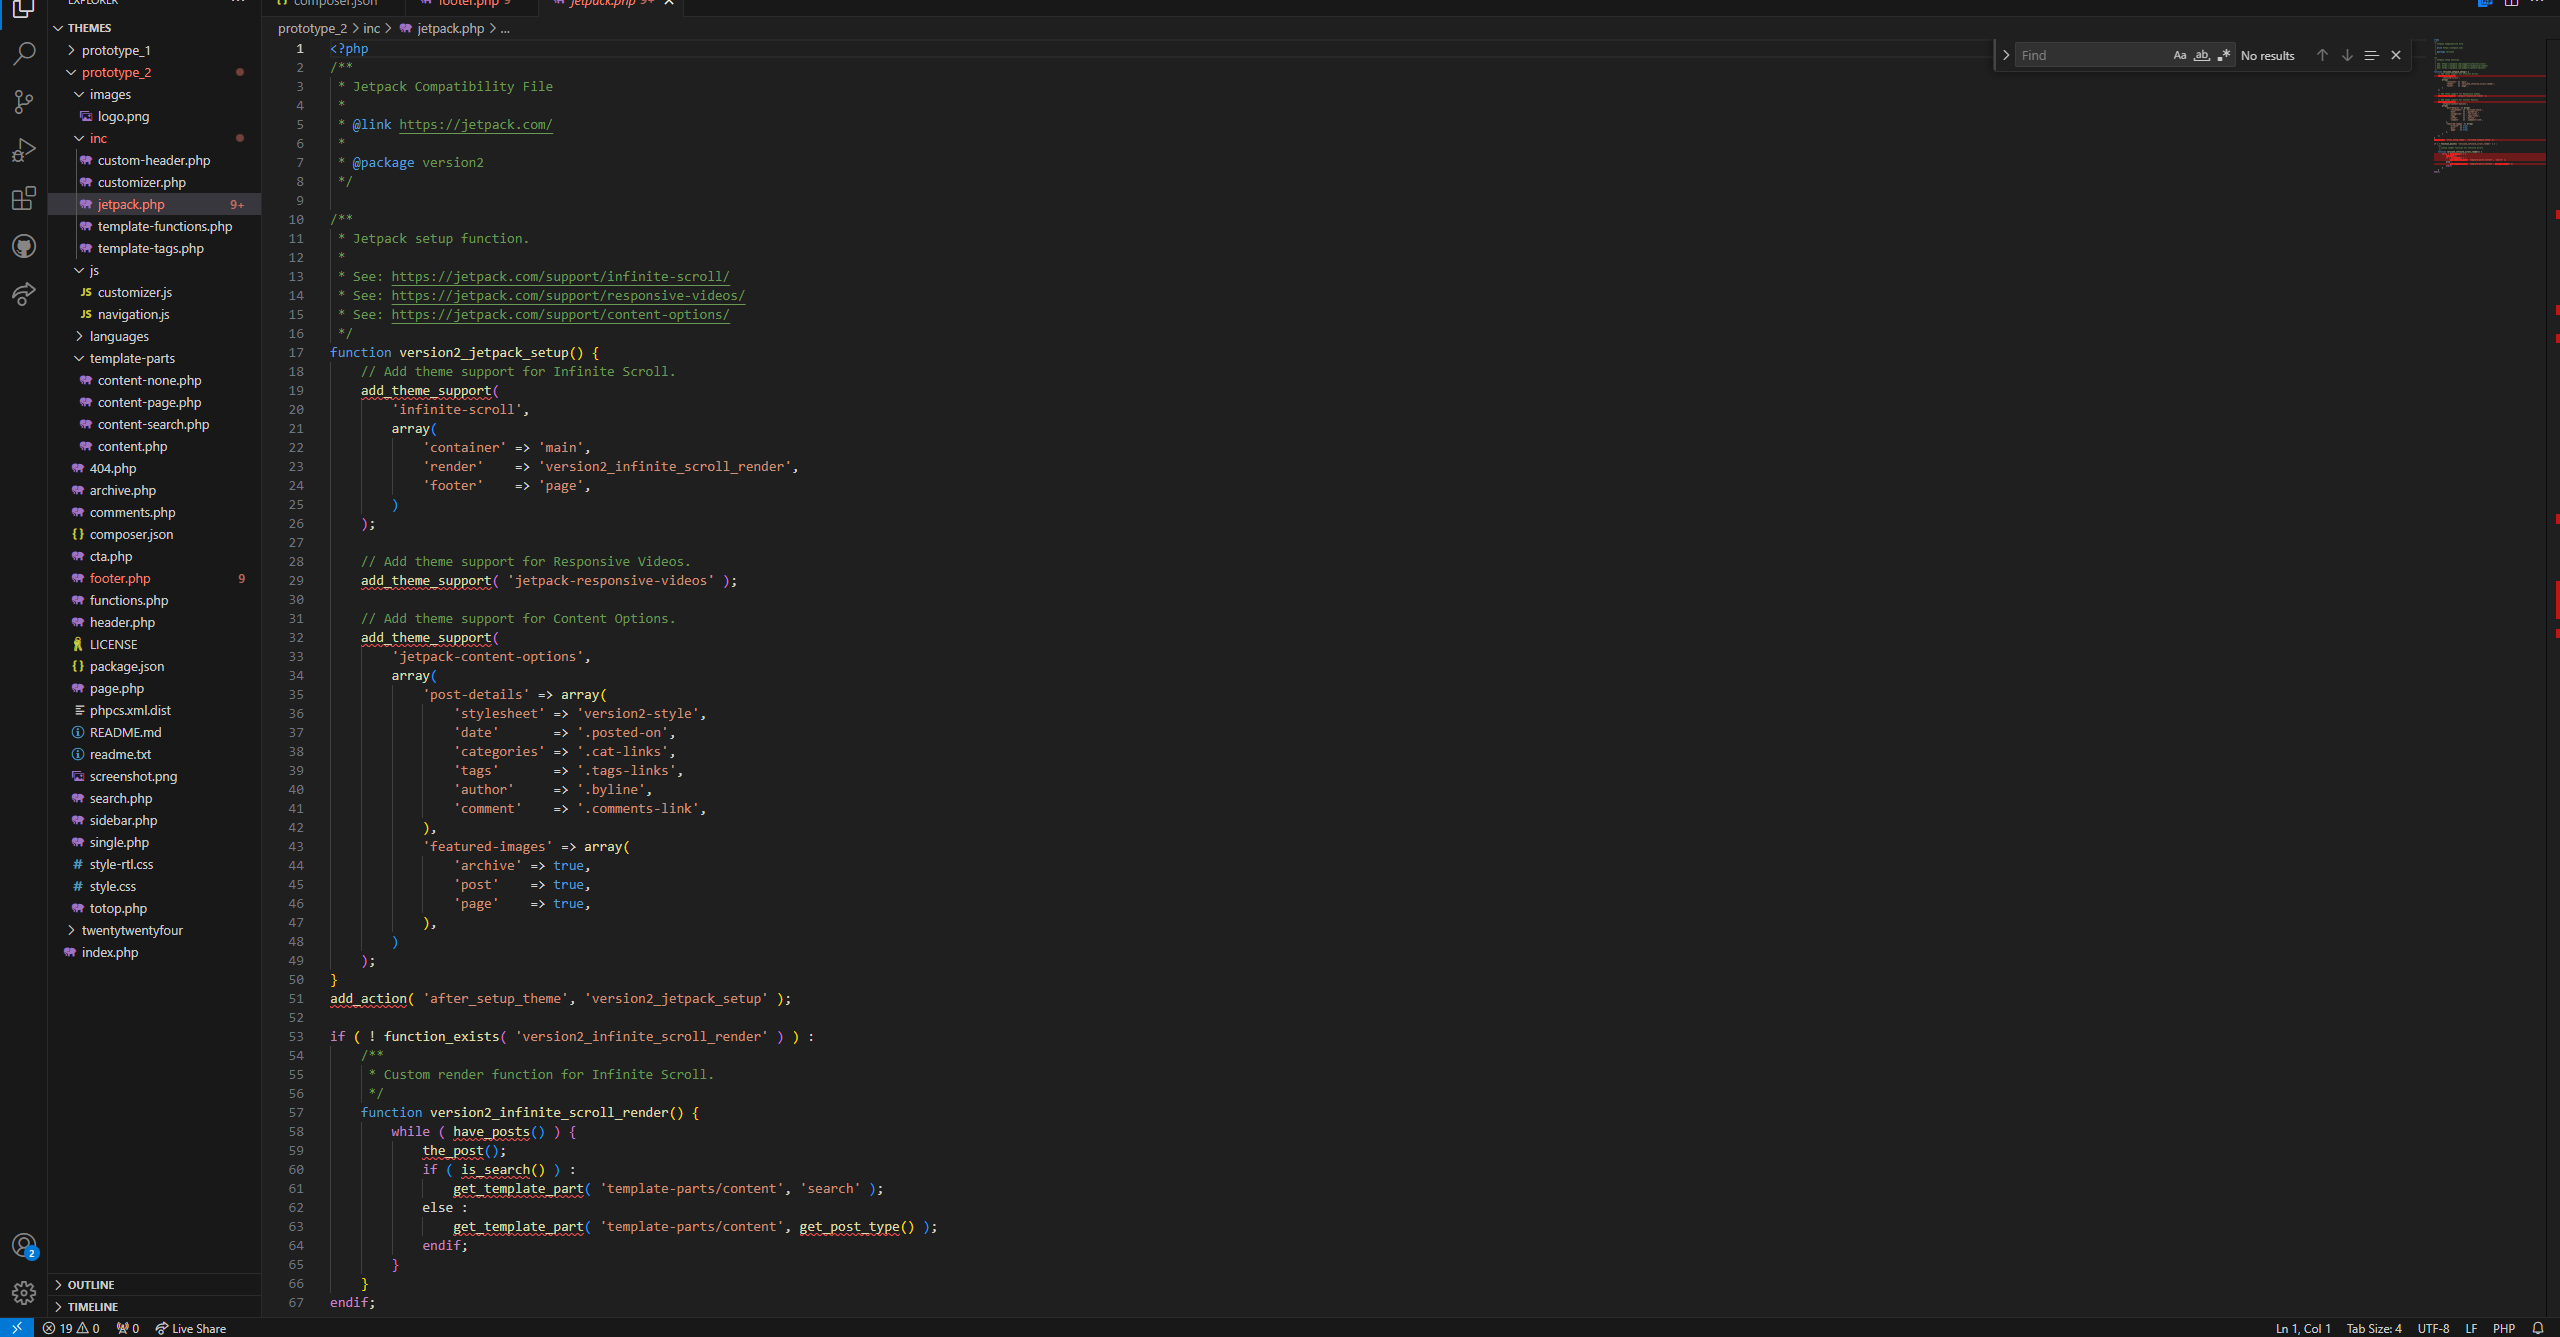 EXPLORER
THEMES
prototype_1
prototype_2
images
logo.png
inc
custom-header.php
customizer.php
jetpack.php 9+
template-functions.php
template-tags.php
js
JS customizer.js
JS navigation.js
languages
template-parts
content-none.php
content-page.php
content-search.php
content.php
404.php
archive.php
comments.php
{} composer.json
cta.php
footer.php 9
functions.php
header.php
LICENSE
{} package.json
page.php
phpcs.xml.dist
README.md
readme.txt
screenshot.png
search.php
sidebar.php
single.php
# style-rtl.css
# style.css
totop.php
twentytwentyfour
index.php
OUTLINE
TIMELINE
2
composer.json footer.php 9 jetpack.php 9+
prototype_2 > inc > jetpack.php > ...
Find Aa ab .* No results
1 <?php
2 /**
3  * Jetpack Compatibility File
4  *
5  * @link https://jetpack.com/
6  *
7  * @package version2
8  */
9
10 /**
11  * Jetpack setup function.
12  *
13  * See: https://jetpack.com/support/infinite-scroll/
14  * See: https://jetpack.com/support/responsive-videos/
15  * See: https://jetpack.com/support/content-options/
16  */
17 function version2_jetpack_setup() {
18     // Add theme support for Infinite Scroll.
19     add_theme_support(
20         'infinite-scroll',
21         array(
22             'container' => 'main',
23             'render'    => 'version2_infinite_scroll_render',
24             'footer'    => 'page',
25         )
26     );
27
28     // Add theme support for Responsive Videos.
29     add_theme_support( 'jetpack-responsive-videos' );
30
31     // Add theme support for Content Options.
32     add_theme_support(
33         'jetpack-content-options',
34         array(
35             'post-details' => array(
36                 'stylesheet' => 'version2-style',
37                 'date'       => '.posted-on',
38                 'categories' => '.cat-links',
39                 'tags'       => '.tags-links',
40                 'author'     => '.byline',
41                 'comment'    => '.comments-link',
42             ),
43             'featured-images' => array(
44                 'archive' => true,
45                 'post'    => true,
46                 'page'    => true,
47             ),
48         )
49     );
50 }
51 add_action( 'after_setup_theme', 'version2_jetpack_setup' );
52
53 if ( ! function_exists( 'version2_infinite_scroll_render' ) ) :
54     /**
55      * Custom render function for Infinite Scroll.
56      */
57     function version2_infinite_scroll_render() {
58         while ( have_posts() ) {
59             the_post();
60             if ( is_search() ) :
61                 get_template_part( 'template-parts/content', 'search' );
62             else :
63                 get_template_part( 'template-parts/content', get_post_type() );
64             endif;
65         }
66     }
67 endif;
19 0 0 Live Share Ln 1, Col 1 Tab Size: 4 UTF-8 LF PHP